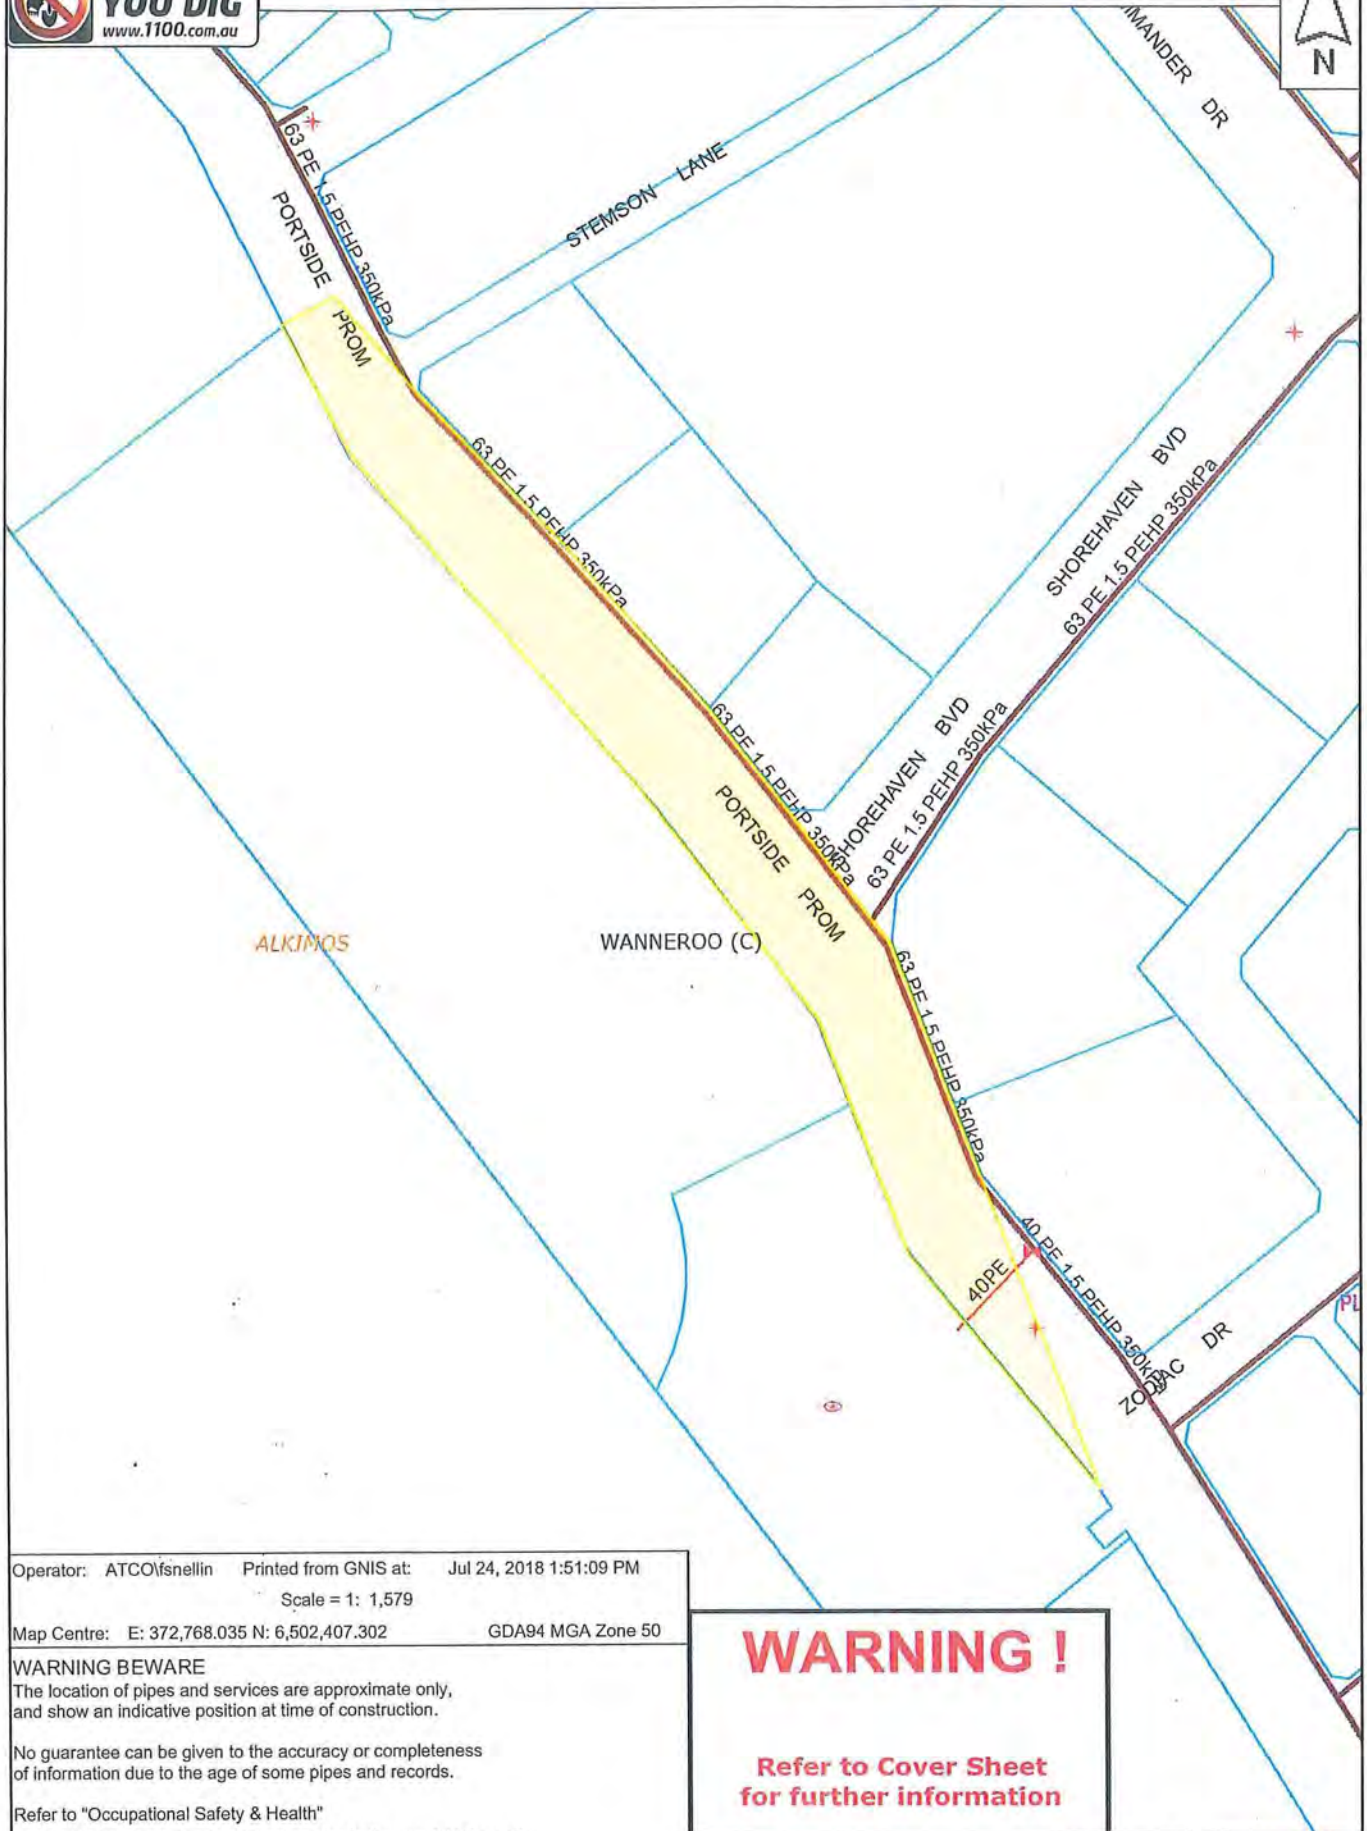 YOU DIG
www.1100.com.au
N
MANDER DR
63 PE 1.5 PEHP 350kPa
PORTSIDE PROM
STEMSON LANE
63 PE 1.5 PEHP 350kPa
SHOREHAVEN BVD
63 PE 1.5 PEHP 350kPa
63 PE 1.5 PEHP 350kPa
SHOREHAVEN BVD
63 PE 1.5 PEHP 350kPa
PORTSIDE PROM
ALKIMOS
WANNEROO (C)
63 PE 1.5 PEHP 350kPa
40 PE 1.5 PEHP 350kPa
40PE
ZODIAC DR
PL
Operator: ATCO\fsnellin Printed from GNIS at: Jul 24, 2018 1:51:09 PM
Scale = 1: 1,579
Map Centre: E: 372,768.035 N: 6,502,407.302 GDA94 MGA Zone 50
WARNING BEWARE
The location of pipes and services are approximate only,
and show an indicative position at time of construction.
No guarantee can be given to the accuracy or completeness
of information due to the age of some pipes and records.
Refer to "Occupational Safety & Health"
WARNING !
Refer to Cover Sheet
for further information